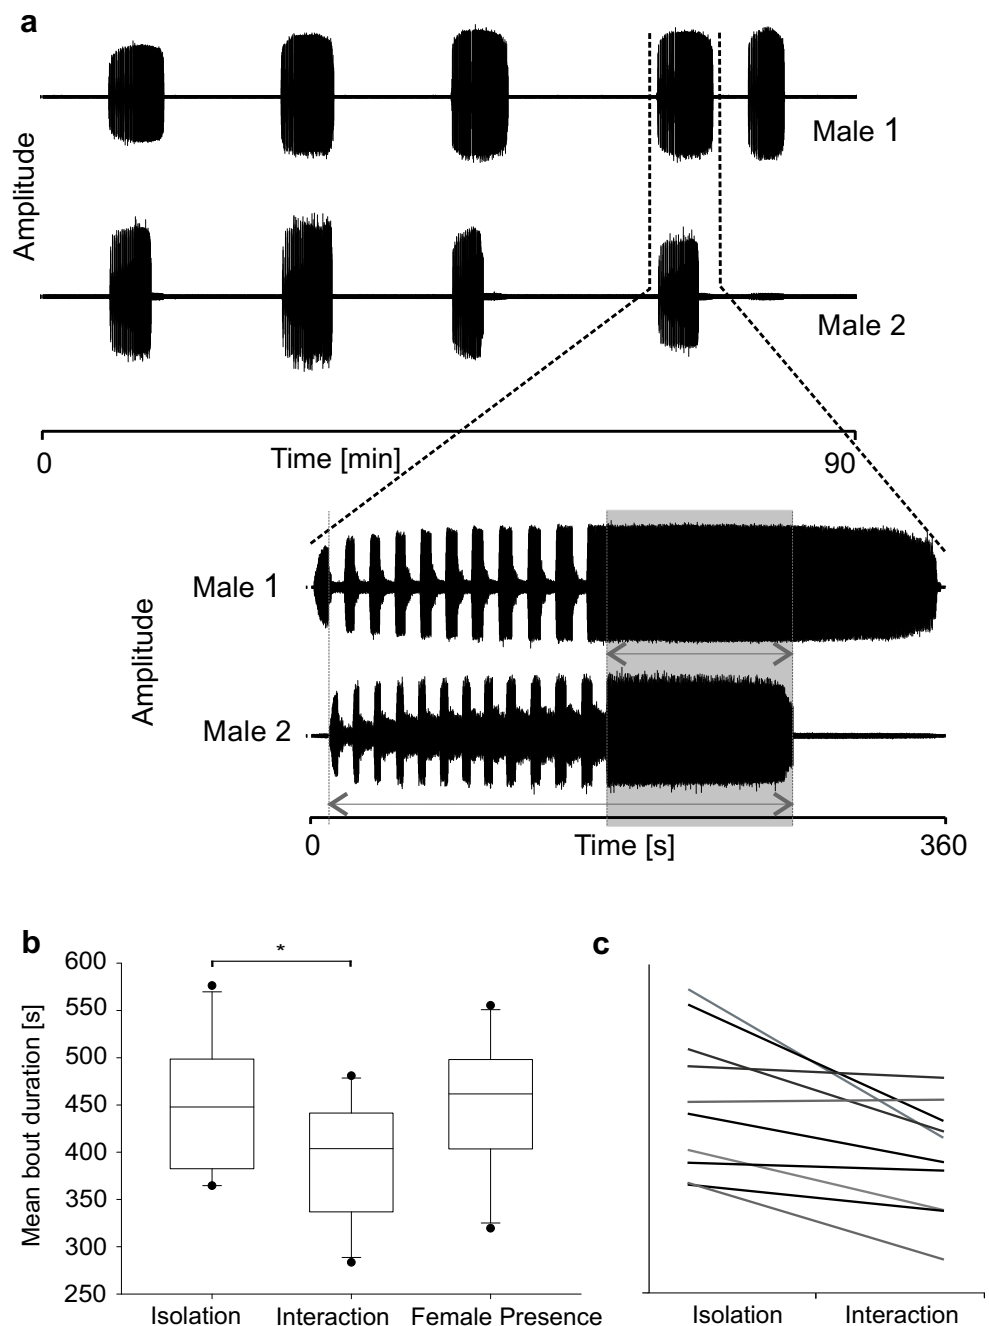 a
Amplitude
Male 1
Male 2
0 Time [min] 90
Amplitude
Male 1
Male 2
0 Time [s] 360
b
Mean bout duration [s]
600
550
500
450
400
350
300
250
*
Isolation Interaction Female Presence
c
Isolation Interaction